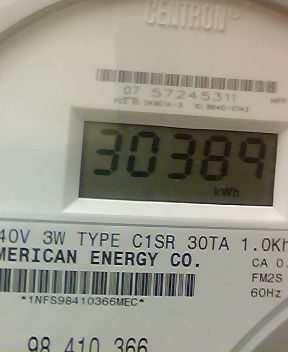 CENTRON®
07 57245311
30389
kWh
40V 3W TYPE C1SR 30TA 1.0Kh
MERICAN ENERGY CO.
CA 0.
FM2S
*1NFS98410366MEC*
60Hz
98 410 366